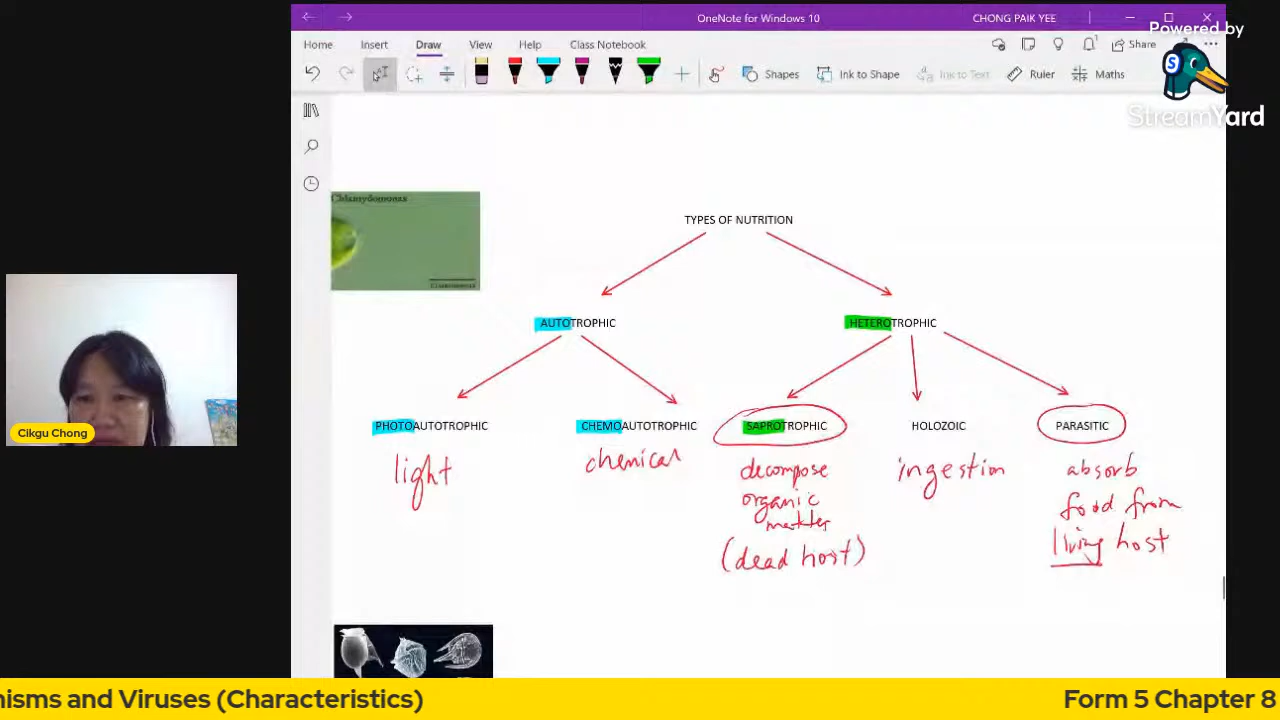 OneNote for Windows 10
CHONG PAIK YEE
Powered by
StreamYard
Home Insert Draw View Help Class Notebook Share
Shapes Ink to Shape Ink to Text Ruler Maths
Chlamydomonas
TYPES OF NUTRITION
AUTOTROPHIC HETEROTROPHIC
PHOTOAUTOTROPHIC CHEMOAUTOTROPHIC SAPROTROPHIC HOLOZOIC PARASITIC
light
chemical
decompose
organic
matter
(dead host)
ingestion
absorb
food from
living host
Cikgu Chong
nisms and Viruses (Characteristics)
Form 5 Chapter 8